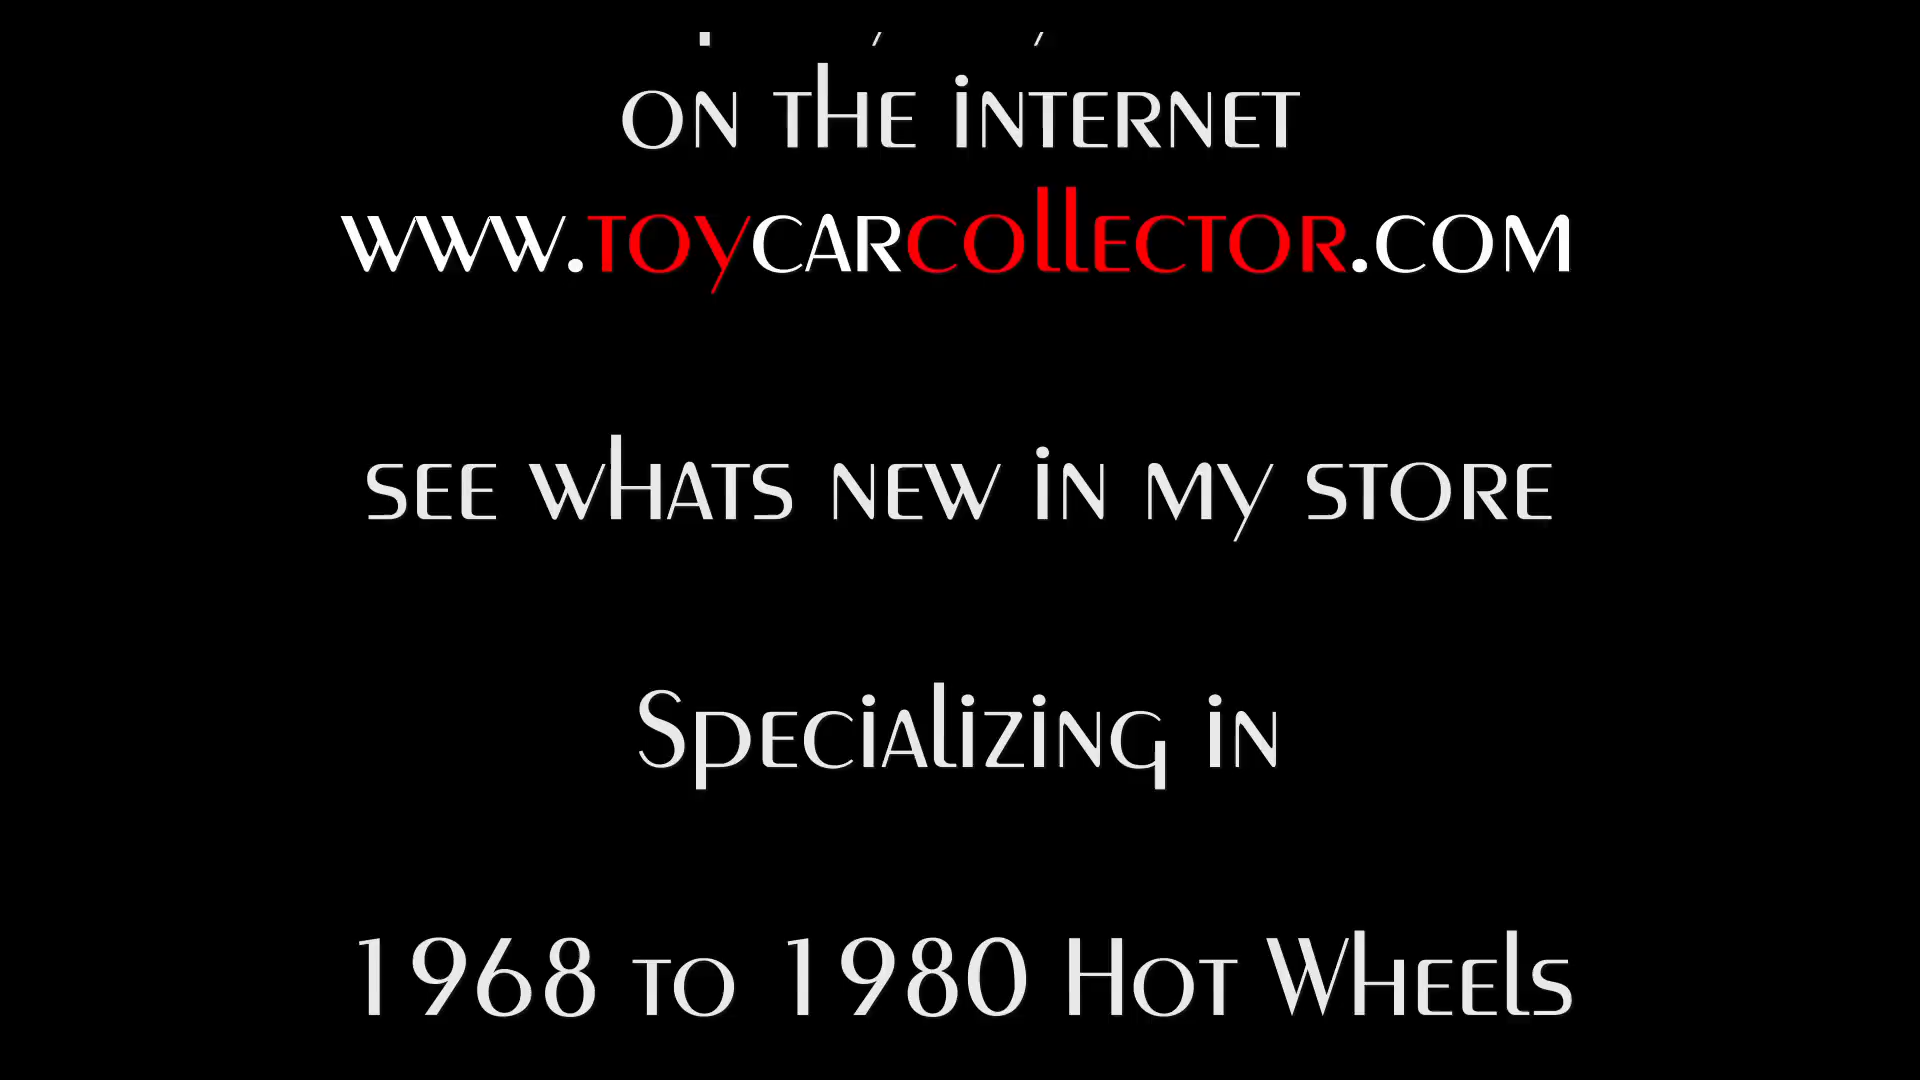 on the internet
www.toycarcollector.com
see whats new in my store
Specializing in
1968 to 1980 Hot Wheels